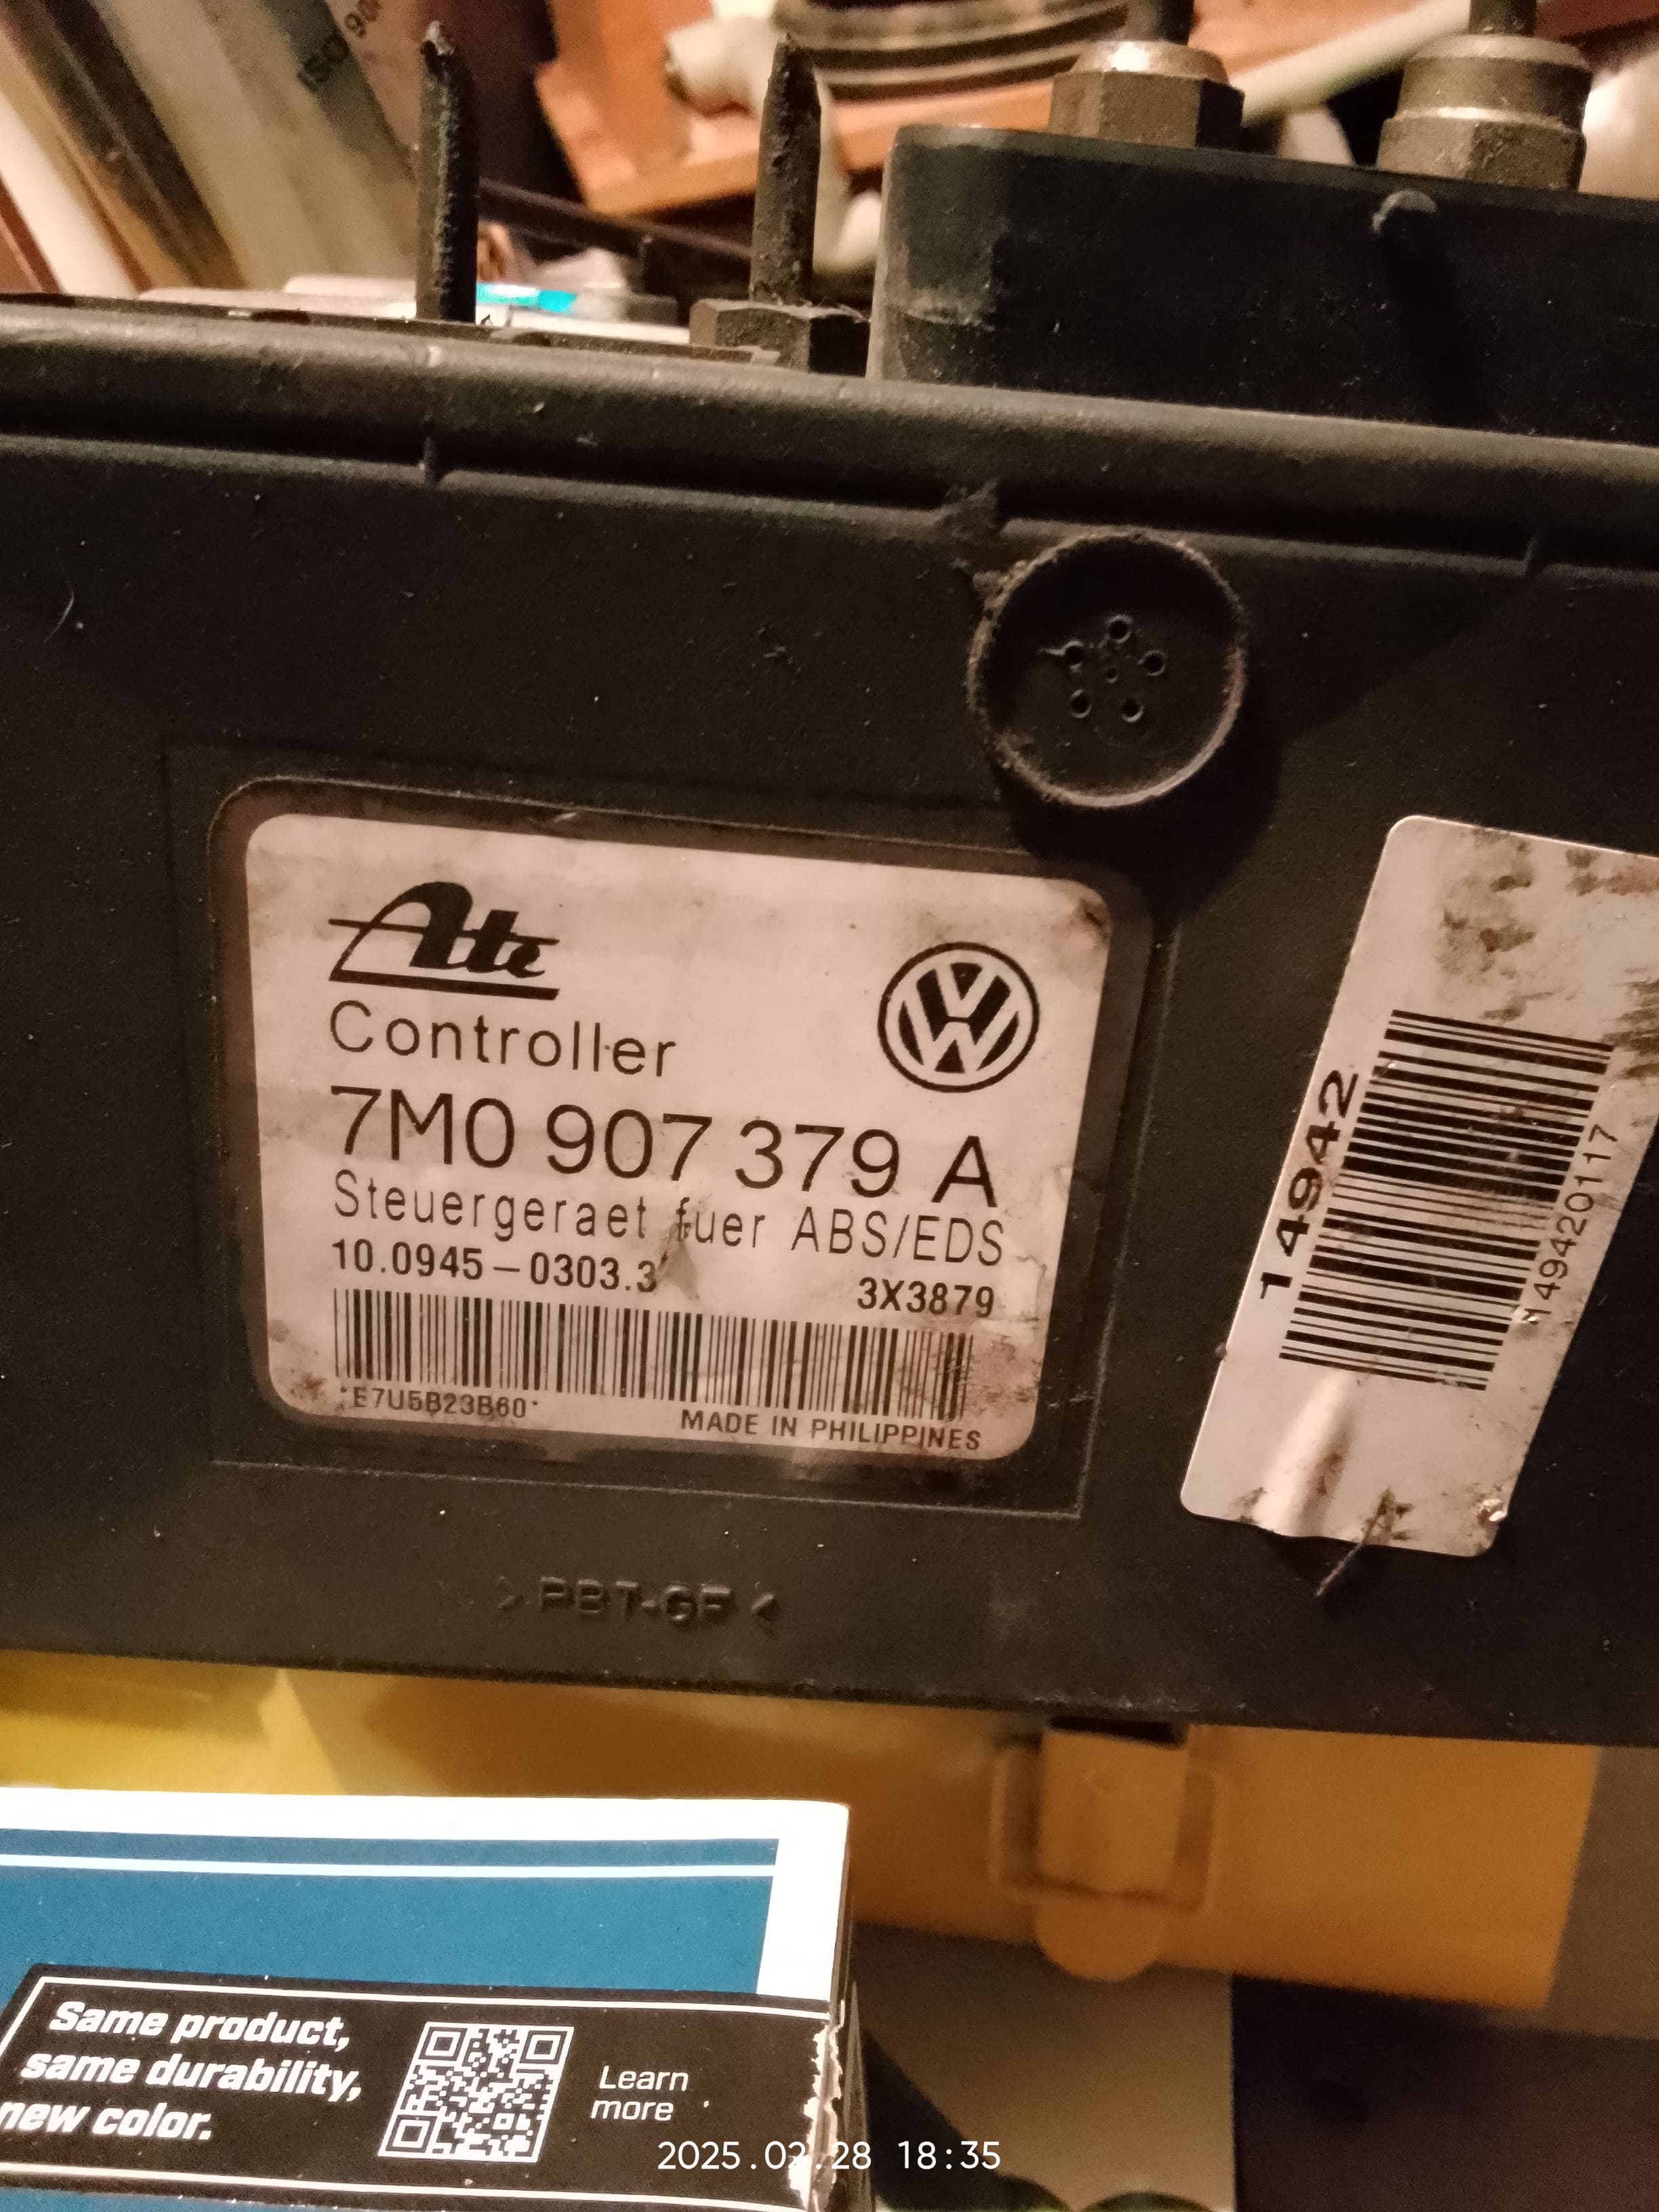 Ate
Controller
VW
7M0 907 379 A
Steuergeraet fuer ABS/EDS
10.0945-0303.3
3X3879
*E7U5B23B60*
MADE IN PHILIPPINES
14942
149420117
>PBT-GF<
Same product,
same durability,
new color.
Learn
more
2025.02.28 18:35